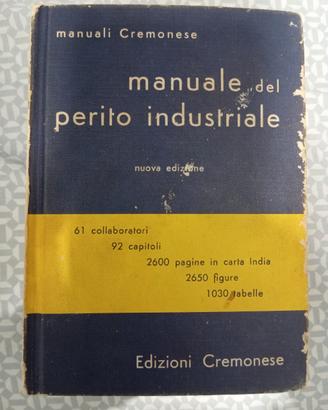 manuali Cremonese
manuale del
perito industriale
nuova edizione
61 collaboratori
92 capitoli
2600 pagine in carta India
2650 figure
1030 tabelle
Edizioni Cremonese